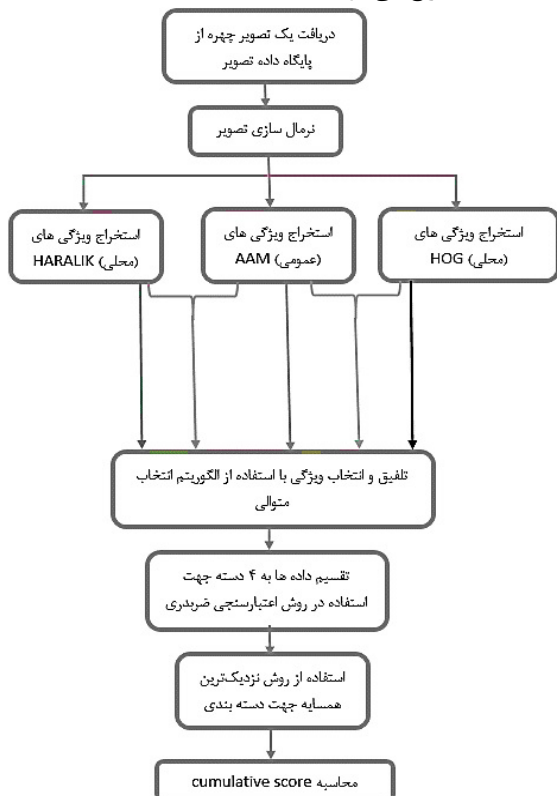 دریافت یک تصویر چهره از
پایگاه داده تصویر
نرمال سازی تصویر
استخراج ویژگی های
HOG (محلی)
استخراج ویژگی های
AAM (عمومی)
استخراج ویژگی های
HARALIK (محلی)
تلفیق و انتخاب ویژگی با استفاده از الگوریتم انتخاب
متوالی
تقسیم داده ها به ۴ دسته جهت
استفاده در روش اعتبارسنجی ضربدری
استفاده از روش نزدیک‌ترین
همسایه جهت دسته بندی
محاسبه cumulative score